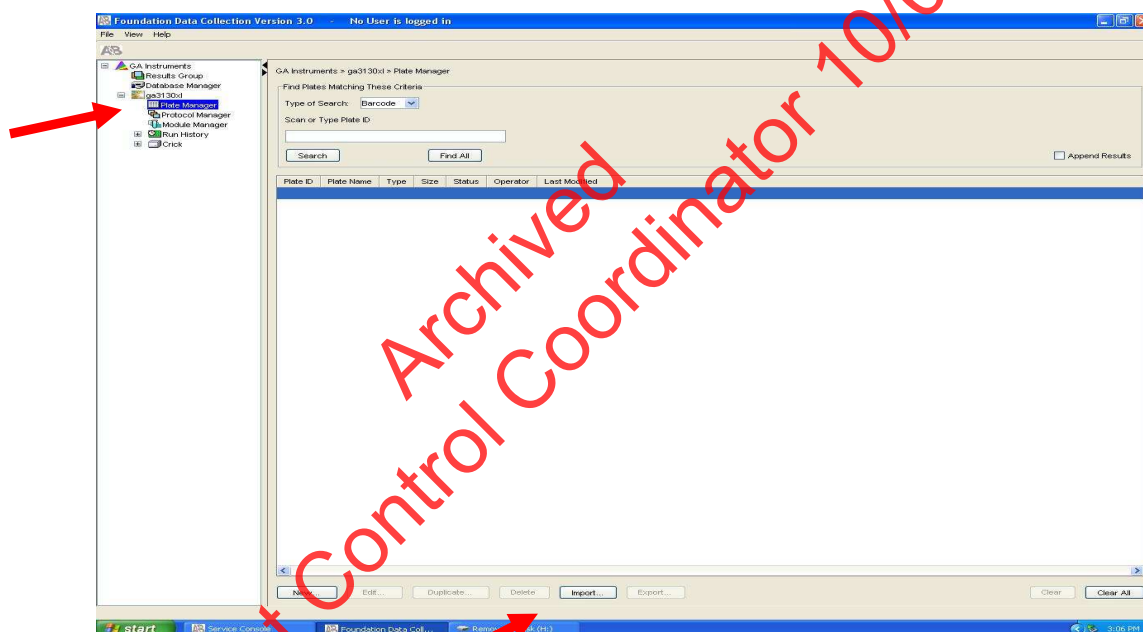 Foundation Data Collection Version 3.0 - No User is logged in
File View Help
AB
GA Instruments
Results Group
Database Manager
ga3130xl
Plate Manager
Protocol Manager
Module Manager
Run History
Crick
GA Instruments > ga3130xl > Plate Manager
Find Plates Matching These Criteria
Type of Search: Barcode
Scan or Type Plate ID
Search Find All Append Results
Plate ID Plate Name Type Size Status Operator Last Modified
New... Edit... Duplicate... Delete Import... Export... Clear Clear All
start Service Console Foundation Data Coll... (H:) 3:06 PM
Archived
Control Coordinator 10/